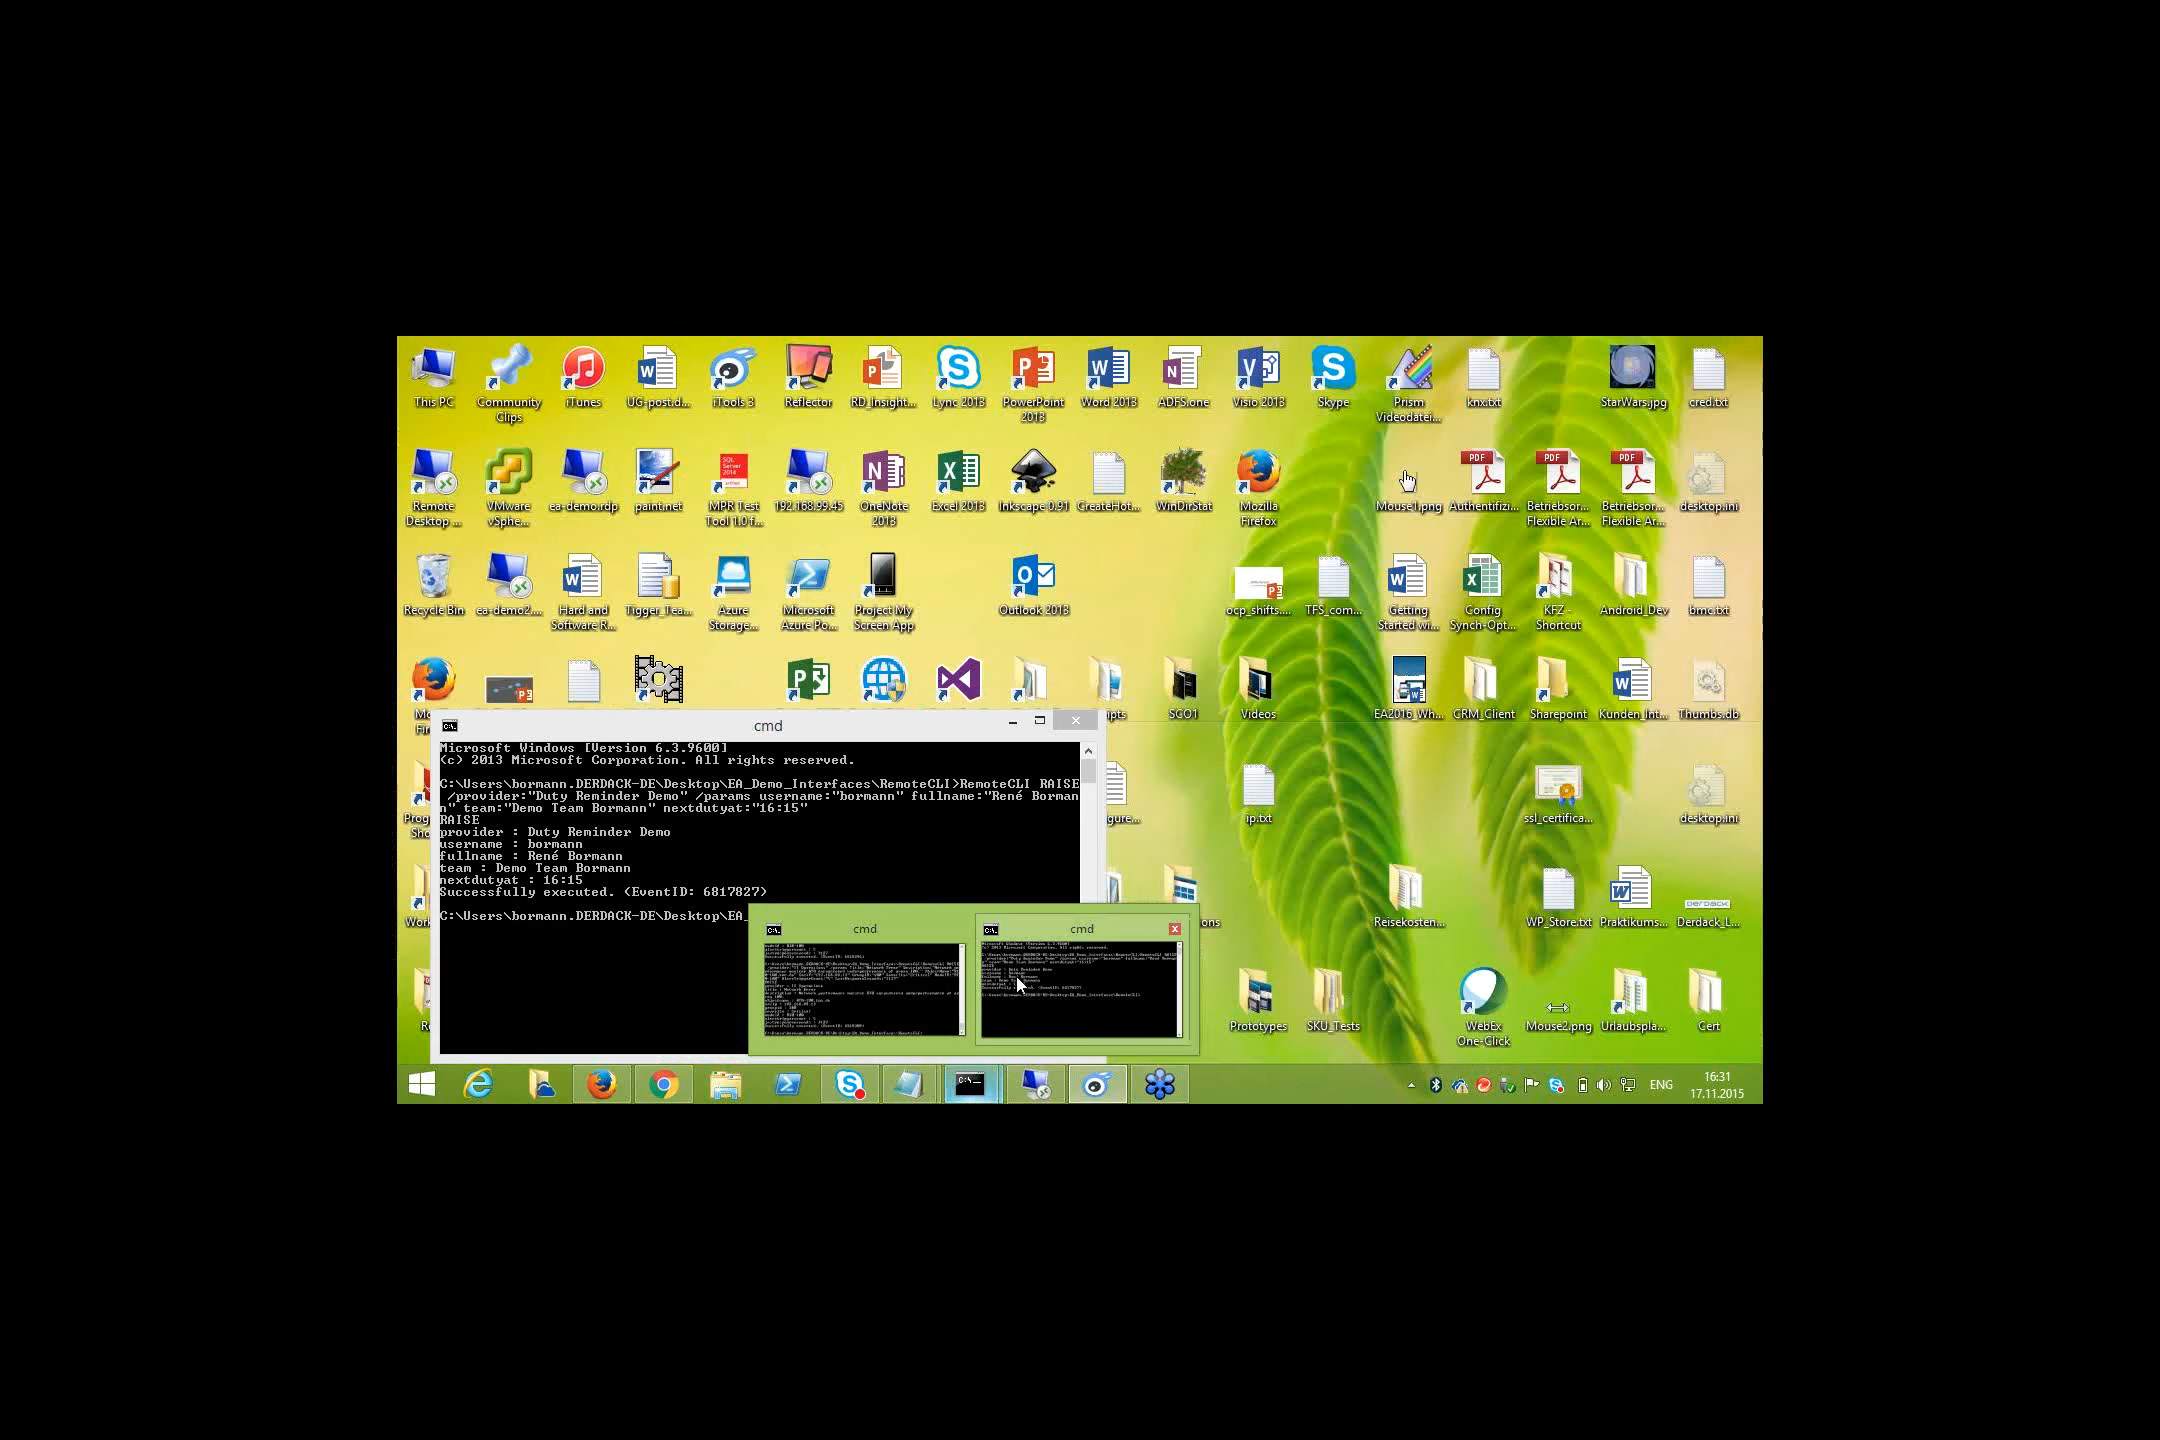 This PC
Community Clips
iTunes
UG-post.d...
iTools 3
Reflector
RD_Insight...
Lync 2013
PowerPoint 2013
Word 2013
ADFS.one
Visio 2013
Skype
Prism Videodatei...
knx.txt
StarWars.jpg
cred.txt
Remote Desktop ...
VMware vSphe...
ea-demo.rdp
paint.net
SQL Server 2014
MPR Test Tool 1.0 f...
192.168.99.45
OneNote 2013
Excel 2013
Inkscape 0.91
CreateHot...
WinDirStat
Mozilla Firefox
Mouse1.png
PDF
Authentifizi...
PDF
Betriebsor... Flexible Ar...
PDF
Betriebsor... Flexible Ar...
desktop.ini
Recycle Bin
ea-demo2....
Hard and Software R...
Tigger_Tea...
Azure Storage...
Microsoft Azure Po...
Project My Screen App
Outlook 2013
ocp_shifts....
TFS_com...
Getting Started wi...
Config Synch-Opt...
KFZ - Shortcut
Android_Dev
bmc.txt
SCO1
Videos
EA2016_Wh...
CRM_Client
Sharepoint
Kunden_Int...
Thumbs.db
cmd
Microsoft Windows [Version 6.3.9600]
(c) 2013 Microsoft Corporation. All rights reserved.
C:\Users\bormann.DERDACK-DE\Desktop\EA_Demo_Interfaces\RemoteCLI>RemoteCLI RAISE
/provider:"Duty Reminder Demo" /params username:"bormann" fullname:"René Borman
n" team:"Demo Team Bormann" nextdutyat:"16:15"
RAISE
provider : Duty Reminder Demo
username : bormann
fullname : René Bormann
team : Demo Team Bormann
nextdutyat : 16:15
Successfully executed. (EventID: 6817827)
C:\Users\bormann.DERDACK-DE\Desktop\EA_
ip.txt
ssl_certifica...
desktop.ini
Reisekosten...
WP_Store.txt
Praktikums...
derdack
Derdack_L...
cmd
cmd
Prototypes
SKU_Tests
WebEx One-Click
Mouse2.png
Urlaubspla...
Cert
ENG
16:31
17.11.2015